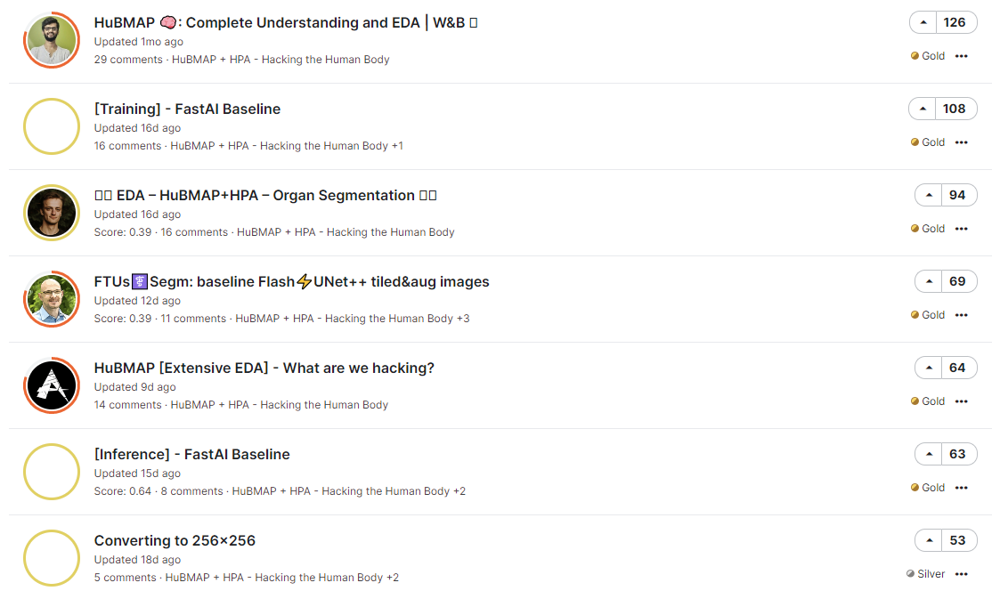 HuBMAP 🧠: Complete Understanding and EDA | W&B ▯
126
Updated 1mo ago
29 comments · HuBMAP + HPA - Hacking the Human Body
Gold •••
[Training] - FastAI Baseline
108
Updated 16d ago
16 comments · HuBMAP + HPA - Hacking the Human Body +1
Gold •••
▯▯ EDA – HuBMAP+HPA – Organ Segmentation ▯▯
94
Updated 16d ago
Score: 0.39 · 16 comments · HuBMAP + HPA - Hacking the Human Body
Gold •••
FTUs⚕️Segm: baseline Flash⚡UNet++ tiled&aug images
69
Updated 12d ago
Score: 0.39 · 11 comments · HuBMAP + HPA - Hacking the Human Body +3
Gold •••
HuBMAP [Extensive EDA] - What are we hacking?
64
Updated 9d ago
14 comments · HuBMAP + HPA - Hacking the Human Body
Gold •••
[Inference] - FastAI Baseline
63
Updated 15d ago
Score: 0.64 · 8 comments · HuBMAP + HPA - Hacking the Human Body +2
Gold •••
Converting to 256×256
53
Updated 18d ago
5 comments · HuBMAP + HPA - Hacking the Human Body +2
Silver •••